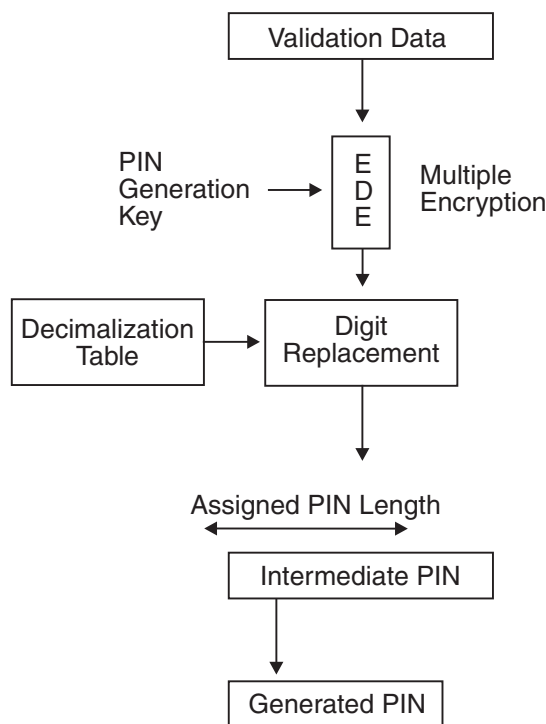 Validation Data
PIN
Generation
Key
E
D
E
Multiple
Encryption
Decimalization
Table
Digit
Replacement
Assigned PIN Length
Intermediate PIN
Generated PIN